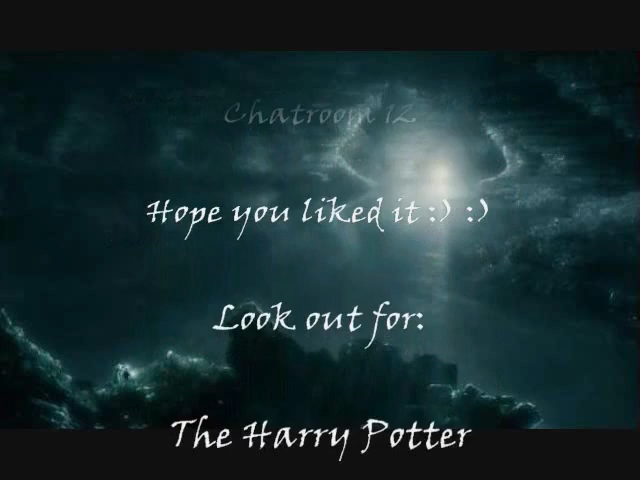 Chatroom 12
Hope you liked it :) :)
Look out for:
The Harry Potter